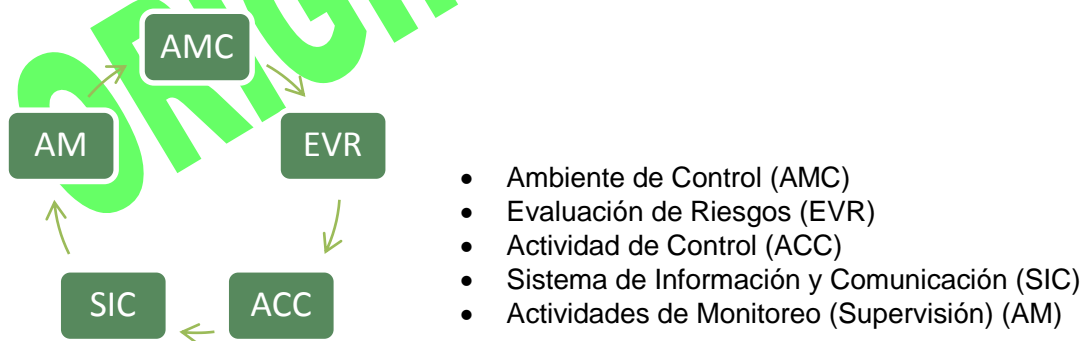 AMC
AM
EVR
SIC
ACC
• Ambiente de Control (AMC)
• Evaluación de Riesgos (EVR)
• Actividad de Control (ACC)
• Sistema de Información y Comunicación (SIC)
• Actividades de Monitoreo (Supervisión) (AM)